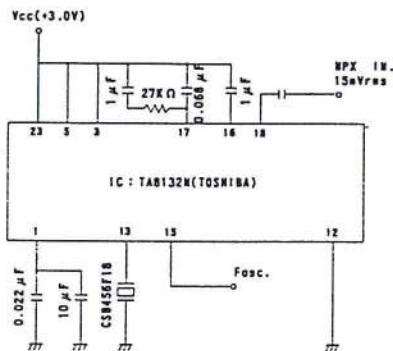 Vcc(+3.0V)
MPX IN.
15mVrms
1μF
27KΩ
0.068μF
1μF
23
5
3
17
16
18
IC : TA8132N(TOSHIBA)
1
13
15
12
0.022μF
10μF
CSB456F18
Fosc.